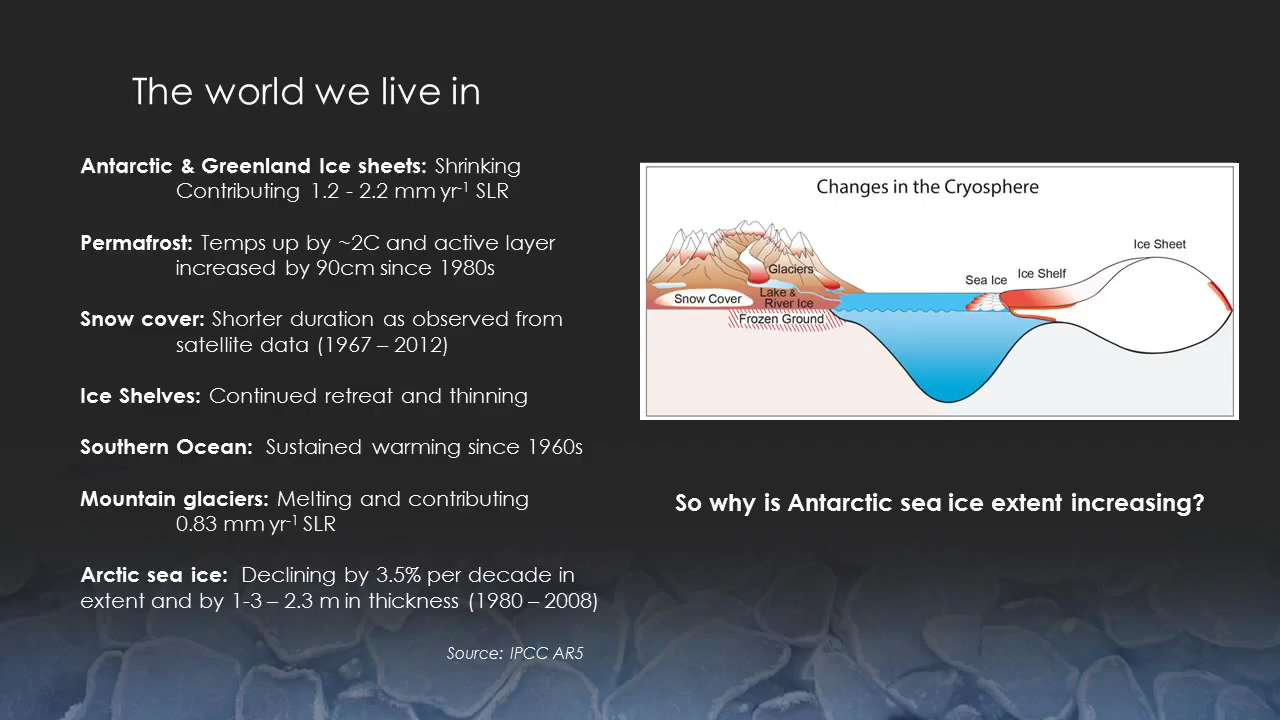 The world we live in
Antarctic & Greenland Ice sheets: Shrinking
Contributing 1.2 - 2.2 mm yr-1 SLR
Permafrost: Temps up by ~2C and active layer
increased by 90cm since 1980s
Snow cover: Shorter duration as observed from
satellite data (1967 – 2012)
Ice Shelves: Continued retreat and thinning
Southern Ocean: Sustained warming since 1960s
Mountain glaciers: Melting and contributing
0.83 mm yr-1 SLR
Arctic sea ice: Declining by 3.5% per decade in
extent and by 1-3 – 2.3 m in thickness (1980 – 2008)
Source: IPCC AR5
Changes in the Cryosphere
Ice Sheet
Ice Shelf
Sea Ice
Glaciers
Lake &
River Ice
Snow Cover
Frozen Ground
So why is Antarctic sea ice extent increasing?